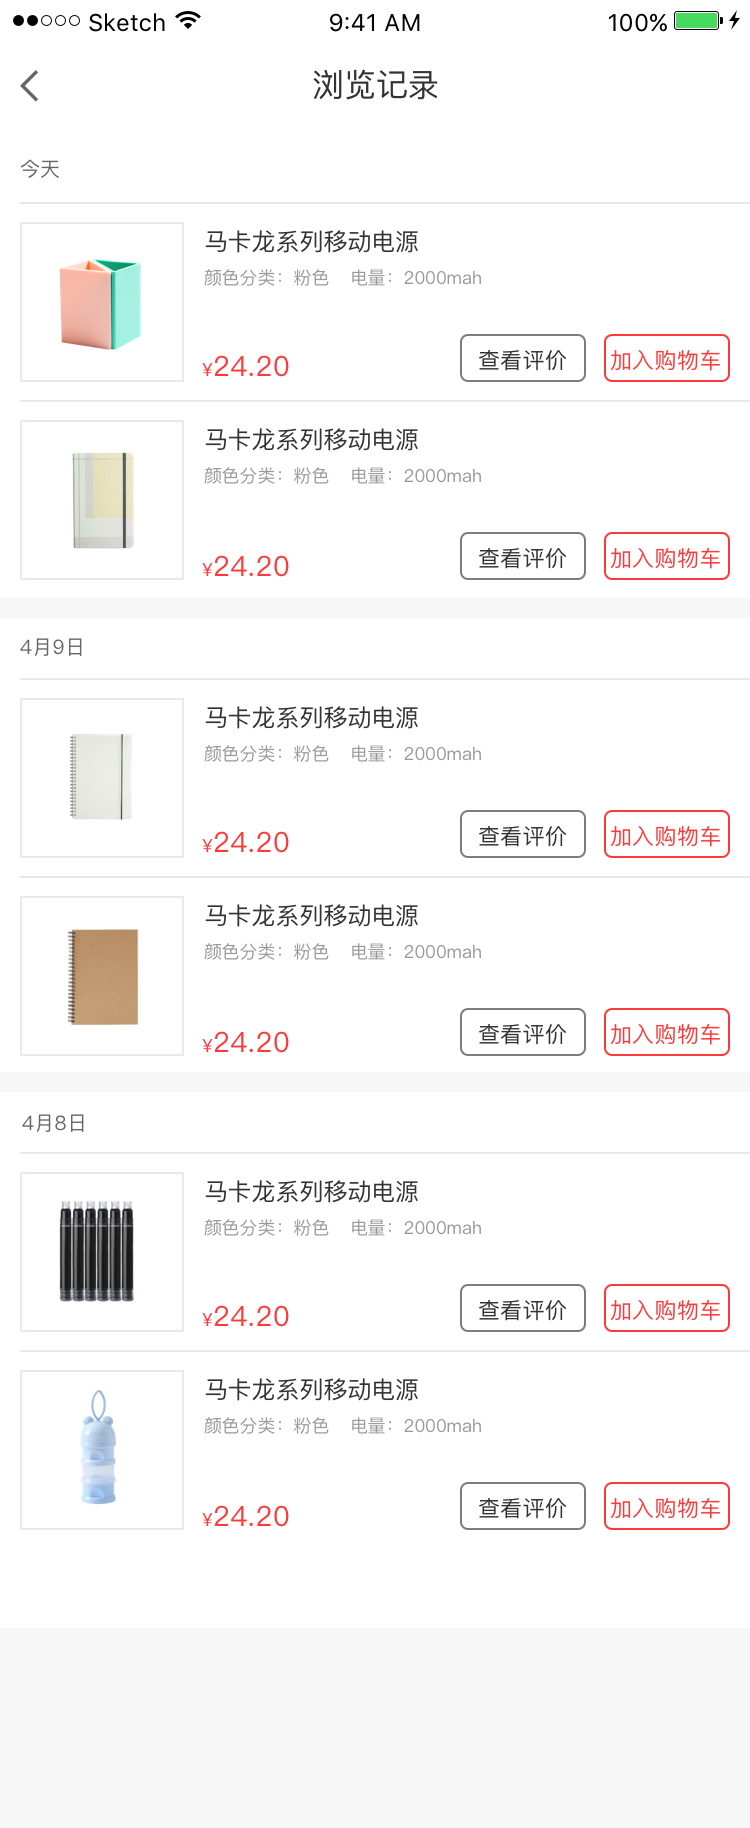 Sketch 9:41 AM 100%
浏览记录
今天
马卡龙系列移动电源
颜色分类：粉色 电量：2000mah
¥24.20 查看评价 加入购物车
马卡龙系列移动电源
颜色分类：粉色 电量：2000mah
¥24.20 查看评价 加入购物车
4月9日
马卡龙系列移动电源
颜色分类：粉色 电量：2000mah
¥24.20 查看评价 加入购物车
马卡龙系列移动电源
颜色分类：粉色 电量：2000mah
¥24.20 查看评价 加入购物车
4月8日
马卡龙系列移动电源
颜色分类：粉色 电量：2000mah
¥24.20 查看评价 加入购物车
马卡龙系列移动电源
颜色分类：粉色 电量：2000mah
¥24.20 查看评价 加入购物车